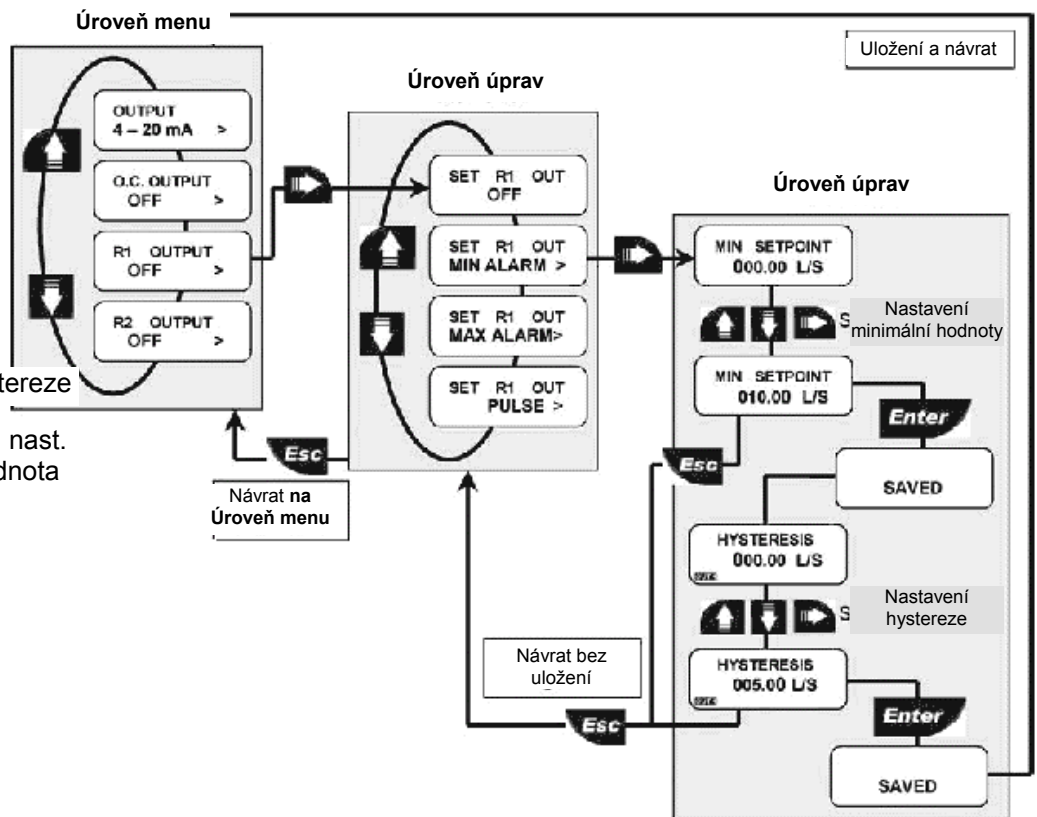 Úroveň menu
Uložení a návrat
OUTPUT
4 – 20 mA >
O.C. OUTPUT
OFF >
R1 OUTPUT
OFF >
R2 OUTPUT
OFF >
tereze
nast.
dnota
Esc
Návrat na
Úroveň menu
Úroveň úprav
SET R1 OUT
OFF
SET R1 OUT
MIN ALARM >
SET R1 OUT
MAX ALARM>
SET R1 OUT
PULSE >
Návrat bez
uložení
Esc
Úroveň úprav
MIN SETPOINT
000.00 L/S
S
Nastavení
minimální hodnoty
MIN SETPOINT
010.00 L/S
Enter
Esc
SAVED
HYSTERESIS
000.00 L/S
S
Nastavení
hystereze
HYSTERESIS
005.00 L/S
Enter
SAVED